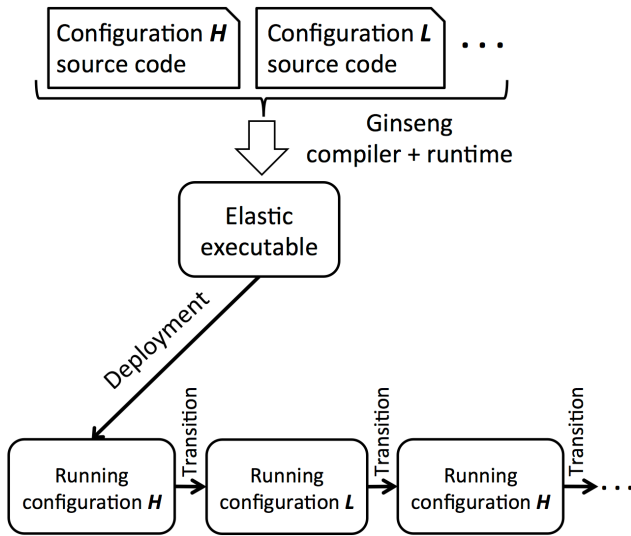 Configuration H
source code
Configuration L
source code
...
Ginseng
compiler + runtime
Elastic
executable
Deployment
Transition
Transition
Transition
Running
configuration H
Running
configuration L
Running
configuration H
...